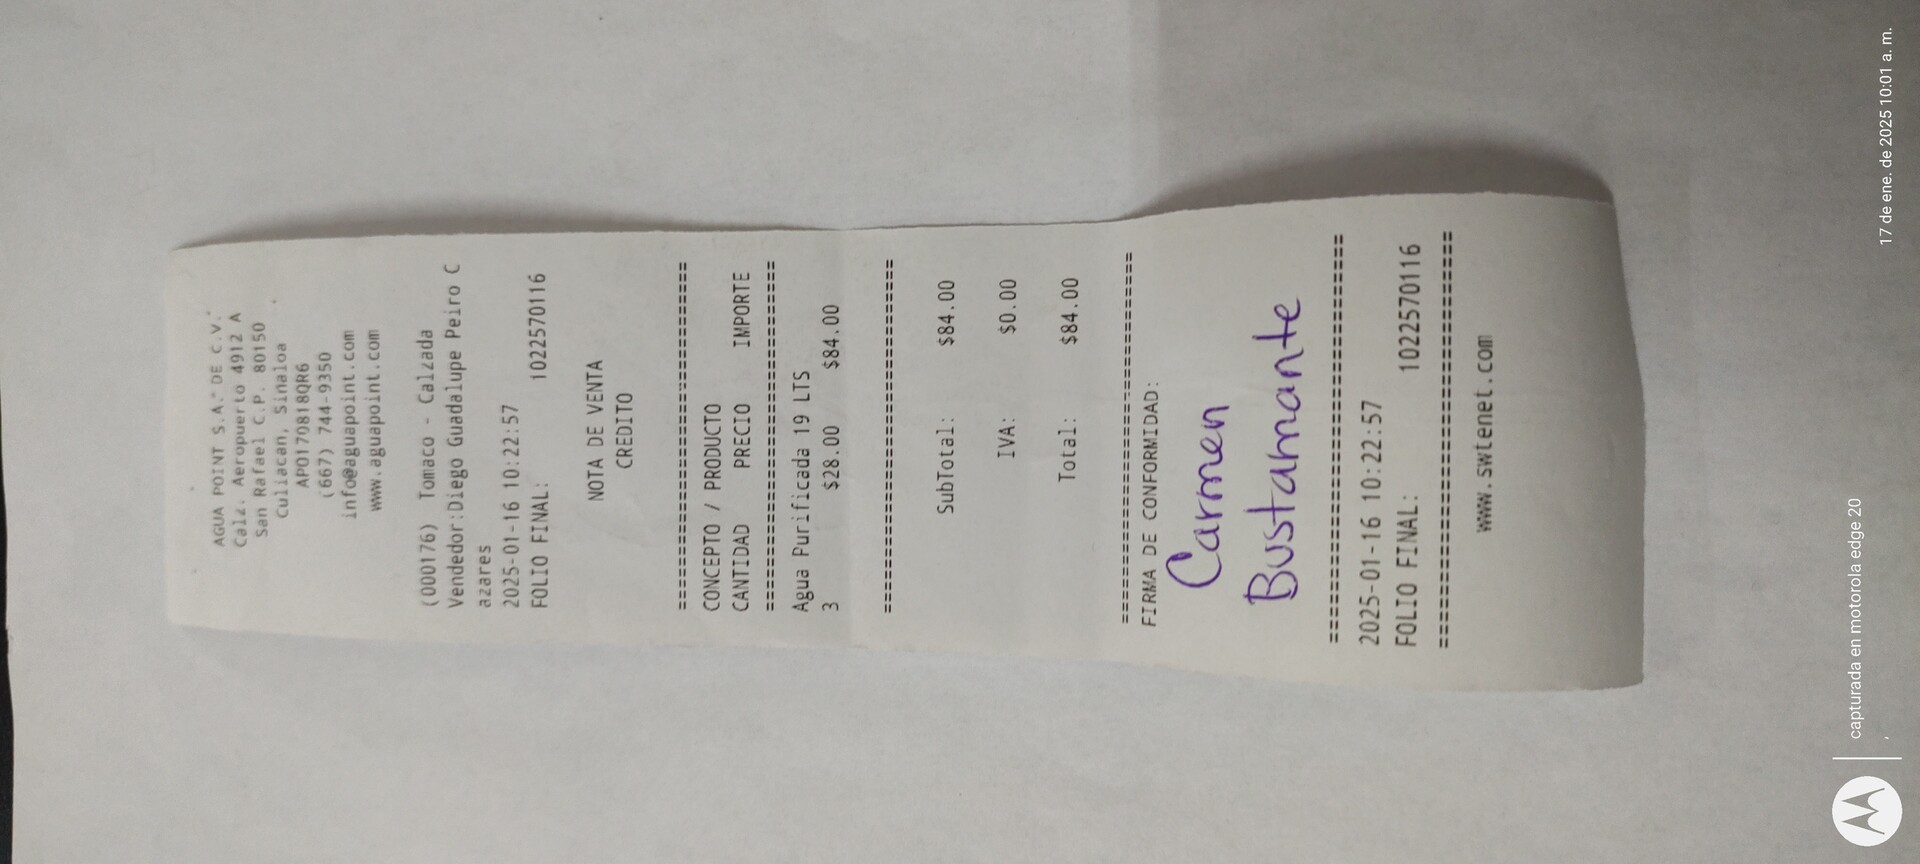 AGUA POINT S.A. DE C.V.
Calz. Aeropuerto 4912 A
San Rafael C.P. 80150
Culiacan, Sinaloa
APO170818QR6
(667) 744-9350
info@aguapoint.com
www.aguapoint.com
(000176) Tomaco - Calzada
Vendedor:Diego Guadalupe Peiro C
azares
2025-01-16 10:22:57
FOLIO FINAL: 1022570116
NOTA DE VENTA
CREDITO
================================
CONCEPTO / PRODUCTO
CANTIDAD PRECIO IMPORTE
================================
Agua Purificada 19 LTS
3 $28.00 $84.00
================================
SubTotal: $84.00
IVA: $0.00
Total: $84.00
================================
FIRMA DE CONFORMIDAD:
Carmen
Bustamante
================================
2025-01-16 10:22:57
FOLIO FINAL: 1022570116
================================
www.swtenet.com
capturada en motorola edge 20
17 de ene. de 2025 10:01 a. m.